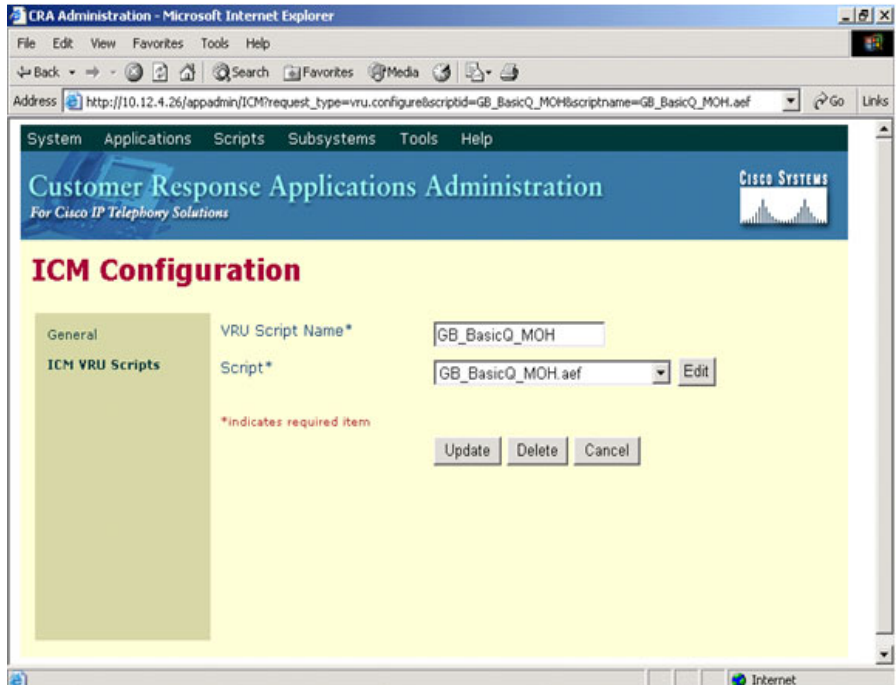 CRA Administration - Microsoft Internet Explorer
File Edit View Favorites Tools Help
Back Search Favorites Media
Address http://10.12.4.26/appadmin/ICM?request_type=vru.configure&scriptid=GB_BasicQ_MOH&scriptname=GB_BasicQ_MOH.aef Go Links
System Applications Scripts Subsystems Tools Help
Customer Response Applications Administration
For Cisco IP Telephony Solutions
CISCO SYSTEMS
ICM Configuration
General
ICM VRU Scripts
VRU Script Name* GB_BasicQ_MOH
Script* GB_BasicQ_MOH.aef Edit
*indicates required item
Update Delete Cancel
Internet